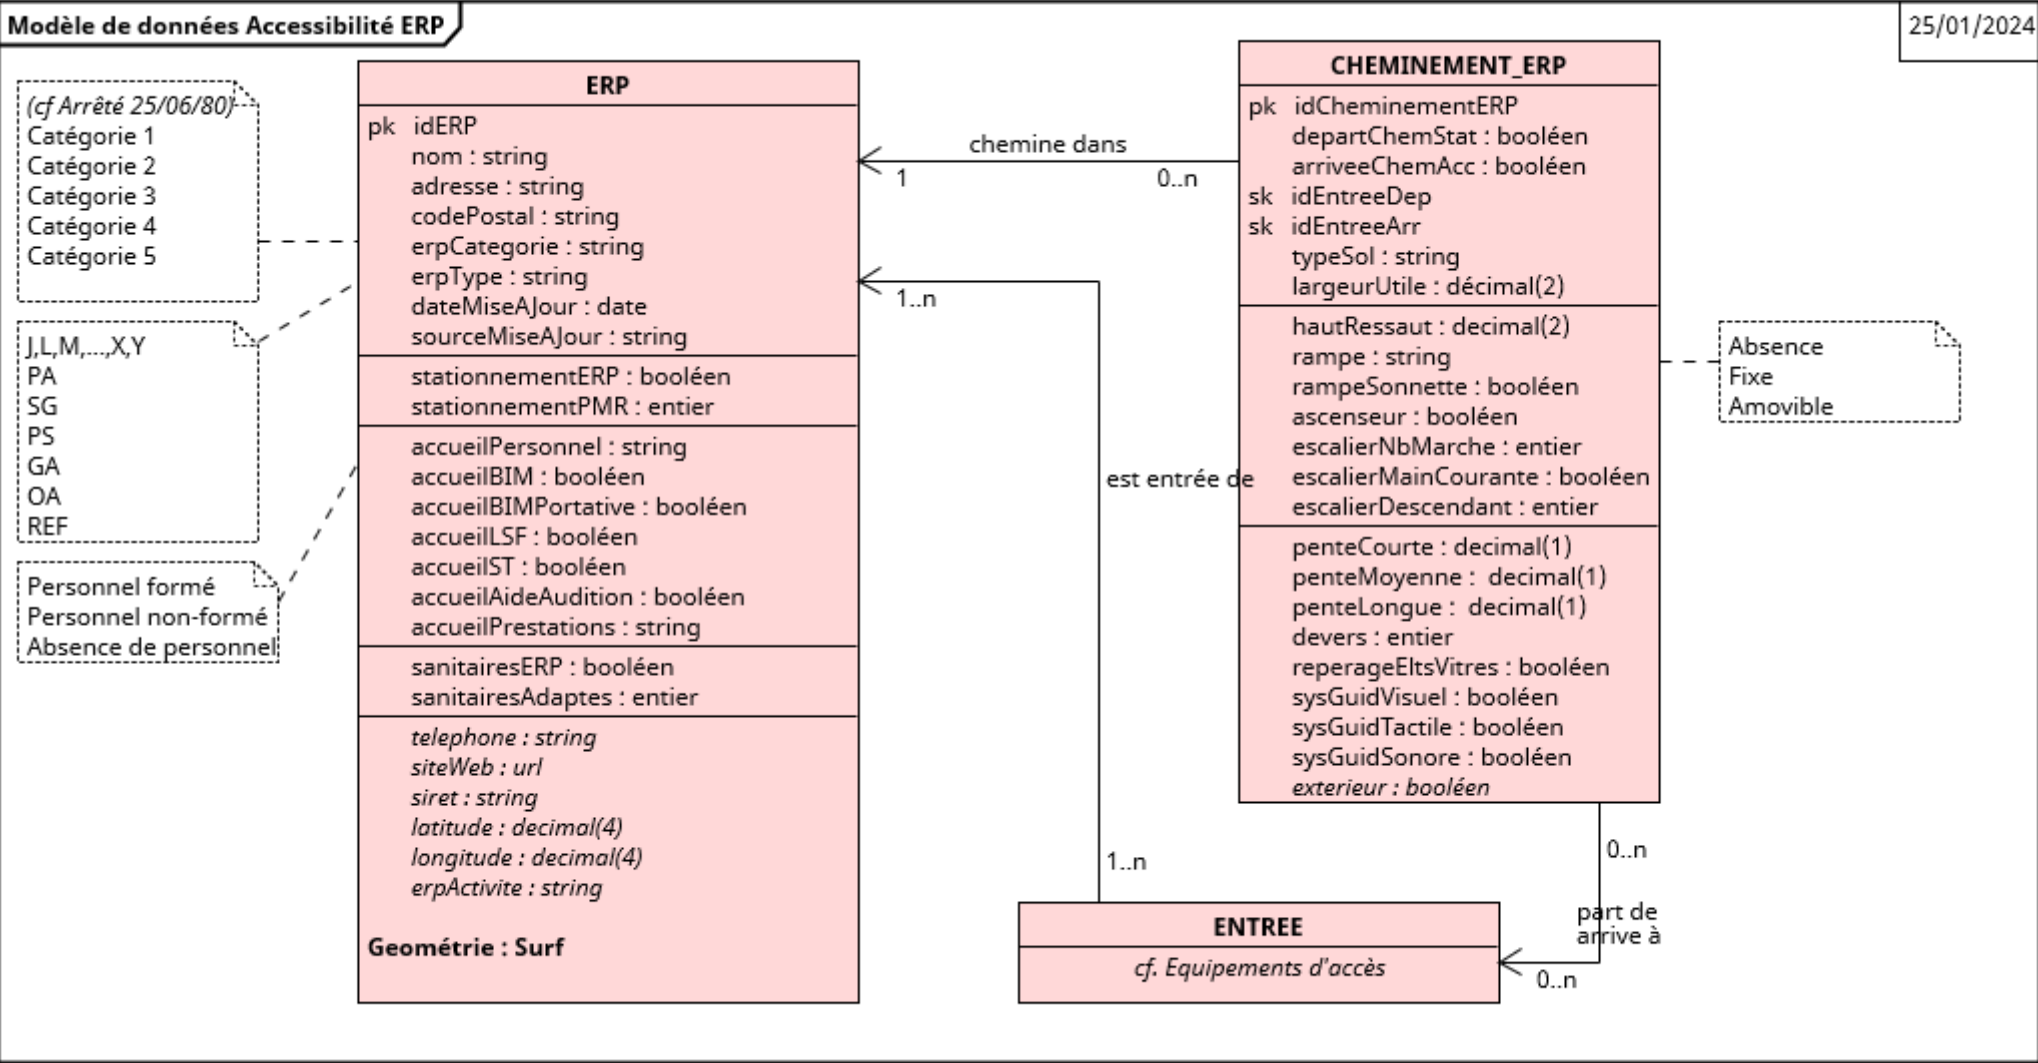 Modèle de données Accessibilité ERP
25/01/2024
(cf Arrêté 25/06/80)
Catégorie 1
Catégorie 2
Catégorie 3
Catégorie 4
Catégorie 5
J,L,M,...,X,Y
PA
SG
PS
GA
OA
REF
Personnel formé
Personnel non-formé
Absence de personnel
ERP
pk idERP
nom : string
adresse : string
codePostal : string
erpCategorie : string
erpType : string
dateMiseAJour : date
sourceMiseAJour : string
stationnementERP : booléen
stationnementPMR : entier
accueilPersonnel : string
accueilBIM : booléen
accueilBIMPortative : booléen
accueilLSF : booléen
accueilST : booléen
accueilAideAudition : booléen
accueilPrestations : string
sanitairesERP : booléen
sanitairesAdaptes : entier
telephone : string
siteWeb : url
siret : string
latitude : decimal(4)
longitude : decimal(4)
erpActivite : string
Geométrie : Surf
chemine dans
1
0..n
1..n
est entrée de
1..n
CHEMINEMENT_ERP
pk idCheminementERP
departChemStat : booléen
arriveeChemAcc : booléen
sk idEntreeDep
sk idEntreeArr
typeSol : string
largeurUtile : décimal(2)
hautRessaut : decimal(2)
rampe : string
rampeSonnette : booléen
ascenseur : booléen
escalierNbMarche : entier
escalierMainCourante : booléen
escalierDescendant : entier
penteCourte : decimal(1)
penteMoyenne : decimal(1)
penteLongue : decimal(1)
devers : entier
reperageEltsVitres : booléen
sysGuidVisuel : booléen
sysGuidTactile : booléen
sysGuidSonore : booléen
exterieur : booléen
Absence
Fixe
Amovible
0..n
part de
arrive à
0..n
ENTREE
cf. Equipements d'accès